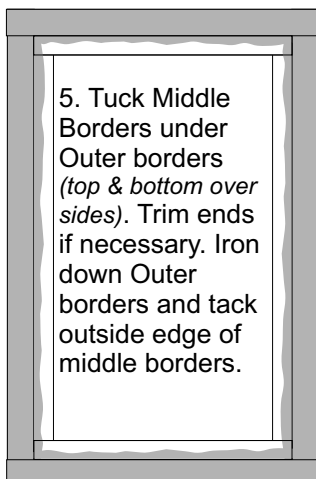 5. Tuck Middle
Borders under
Outer borders
(top & bottom over
sides). Trim ends
if necessary. Iron
down Outer
borders and tack
outside edge of
middle borders.